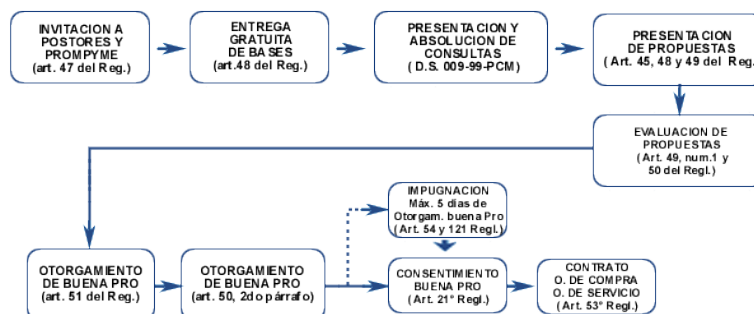 INVITACION A
POSTORES Y
PROMPYME
(art. 47 del Reg.)
ENTREGA
GRATUITA
DE BASES
(art.48 del Reg.)
PRESENTACION Y
ABSOLUCION DE
CONSULTAS
( D.S. 009-99-PCM)
PRESENTACION
DE PROPUESTAS
( Art. 45, 48 y 49 del Reg.
EVALUACION DE
PROPUESTAS
( Art. 49, num.1 y
50 del Regl.)
IMPUGNACION
Máx. 5 días de
Otorgam. buena Pro
(Art. 54 y 121 Regl.)
OTORGAMIENTO
DE BUENA PRO
(art. 51 del Reg.)
OTORGAMIENTO
DE BUENA PRO
(art. 50, 2do párrafo)
CONSENTIMIENTO
BUENA PRO
(Art. 21° Regl.)
CONTRATO
O. DE COMPRA
O. DE SERVICIO
(Art. 53° Regl.)